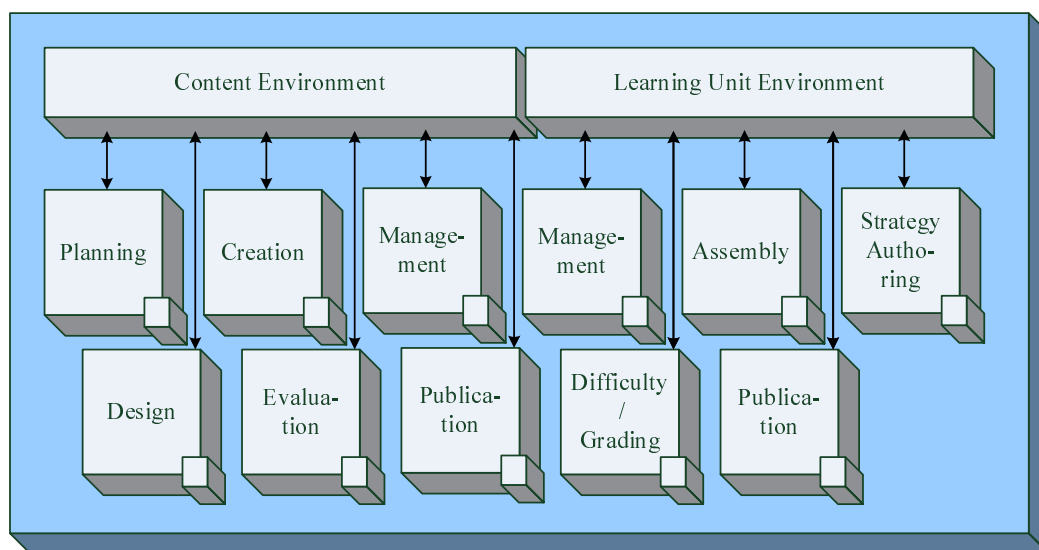 Content Environment
Learning Unit Environment
Planning
Creation
Manage-
ment
Manage-
ment
Assembly
Strategy
Autho-
ring
Design
Evalua-
tion
Publica-
tion
Difficulty
/
Grading
Publica-
tion